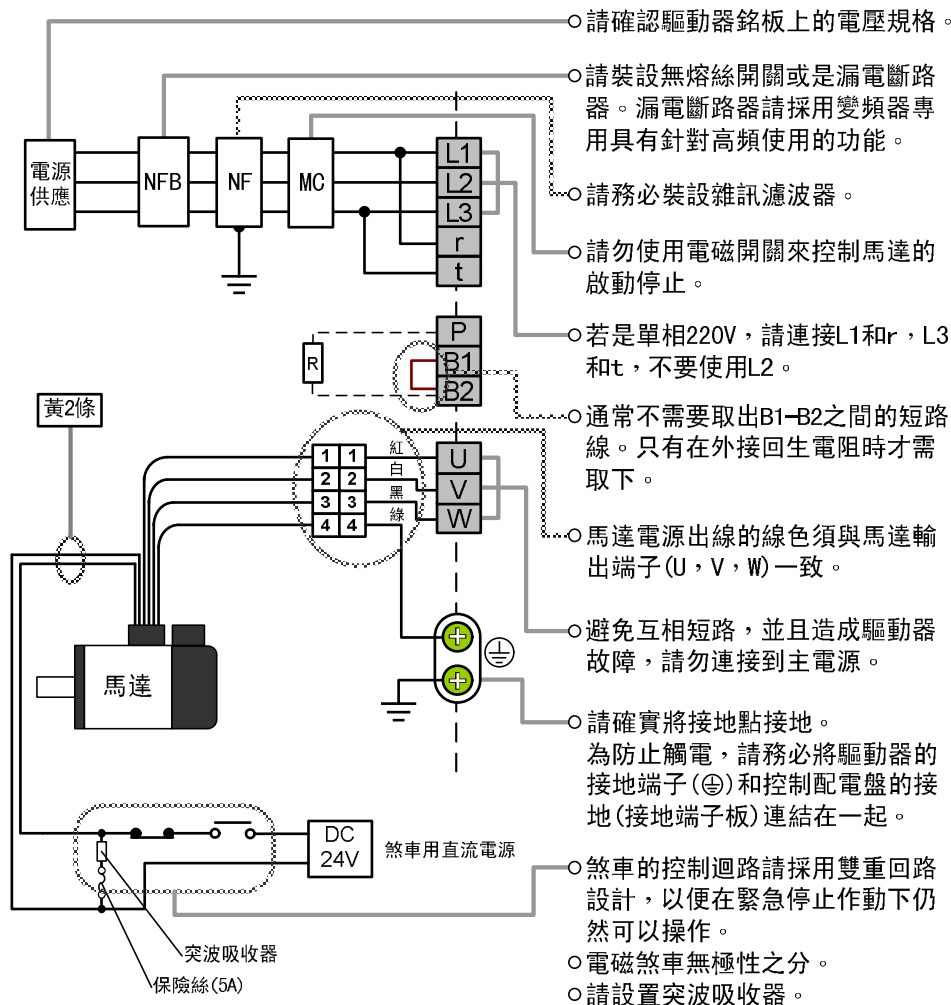 請確認驅動器銘板上的電壓規格。
請裝設無熔絲開關或是漏電斷路
器。漏電斷路器請採用變頻器專
用具有針對高頻使用的功能。
請務必裝設雜訊濾波器。
請勿使用電磁開關來控制馬達的
啟動停止。
若是單相220V,請連接L1和r,L3
和t,不要使用L2。
通常不需要取出B1-B2之間的短路
線。只有在外接回生電阻時才需
取下。
馬達電源出線的線色須與馬達輸
出端子(U,V,W)一致。
避免互相短路,並且造成驅動器
故障,請勿連接到主電源。
請確實將接地點接地。
為防止觸電,請務必將驅動器的
接地端子(⏚)和控制配電盤的接
地(接地端子板)連結在一起。
煞車的控制迴路請採用雙重回路
設計,以便在緊急停止作動下仍
然可以操作。
電磁煞車無極性之分。
請設置突波吸收器。
電源
供應
NFB
NF
MC
L1
L2
L3
r
t
P
B1
B2
R
黃2條
1 1 紅
2 2 白
3 3 黑
4 4 綠
U
V
W
馬達
DC
24V
煞車用直流電源
突波吸收器
保險絲(5A)